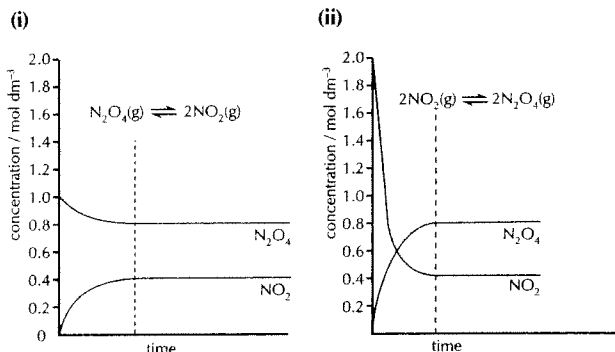 (i)
2.0
1.8
1.6
1.4
1.2
1.0
0.8
0.6
0.4
0.2
0
concentration / mol dm⁻³
N₂O₄(g) ⇌ 2NO₂(g)
N₂O₄
NO₂
time
(ii)
2.0
1.8
1.6
1.4
1.2
1.0
0.8
0.6
0.4
0.2
concentration / mol dm⁻³
2NO₂(g) ⇌ 2N₂O₄(g)
N₂O₄
NO₂
time